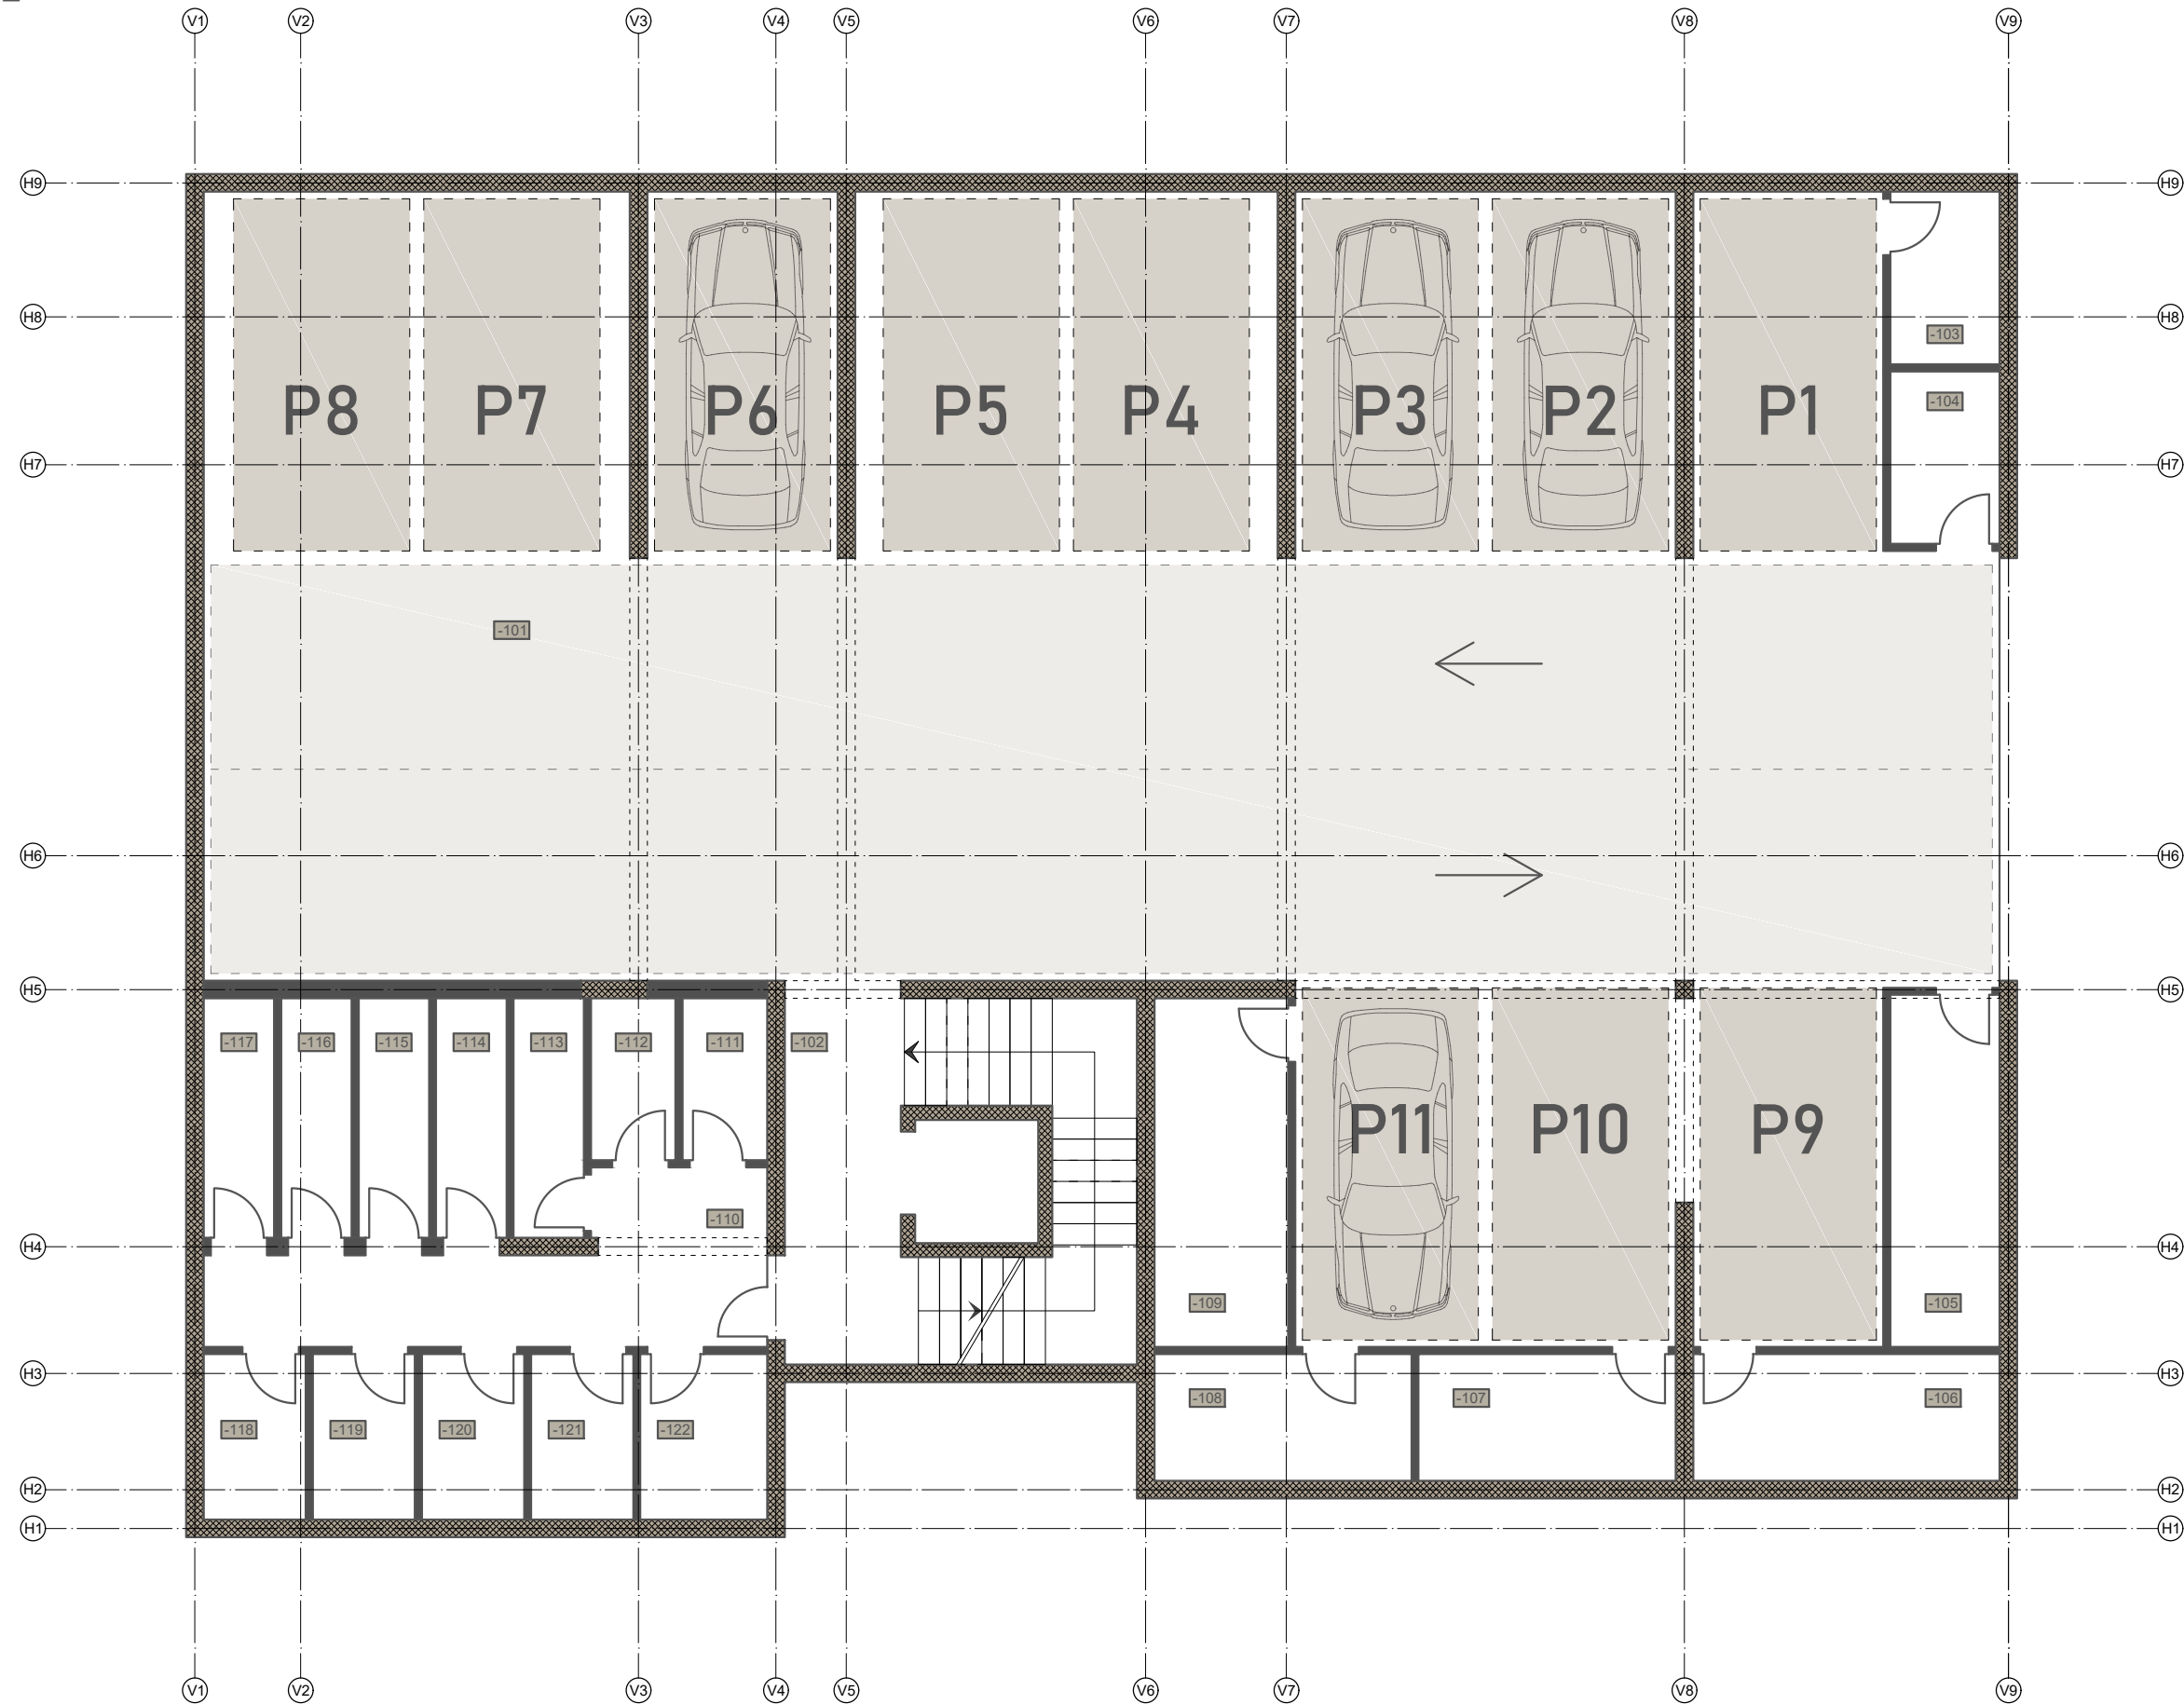 V1 V2 V3 V4 V5 V6 V7 V8 V9
H9 H9
H8 H8
-103
P8 P7 P6 P5 P4 P3 P2 P1
-104
H7 H7
-101
H6 H6
H5 H5
-117 -116 -115 -114 -113 -112 -111 -102
P11 P10 P9
-110
H4 H4
-109 -105
H3 H3
-108 -107 -106
-118 -119 -120 -121 -122
H2 H2
H1 H1
V1 V2 V3 V4 V5 V6 V7 V8 V9